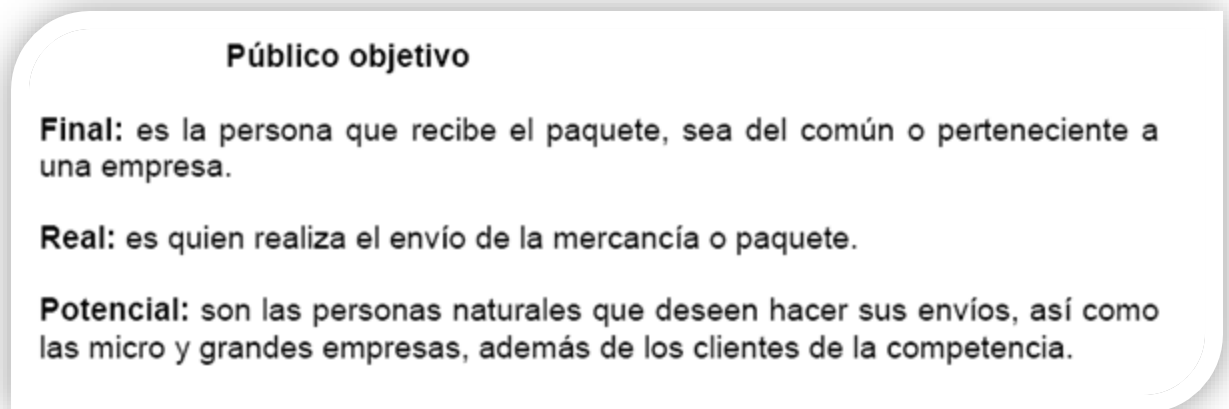 Público objetivo
Final: es la persona que recibe el paquete, sea del común o perteneciente a
una empresa.
Real: es quien realiza el envío de la mercancía o paquete.
Potencial: son las personas naturales que deseen hacer sus envíos, así como
las micro y grandes empresas, además de los clientes de la competencia.